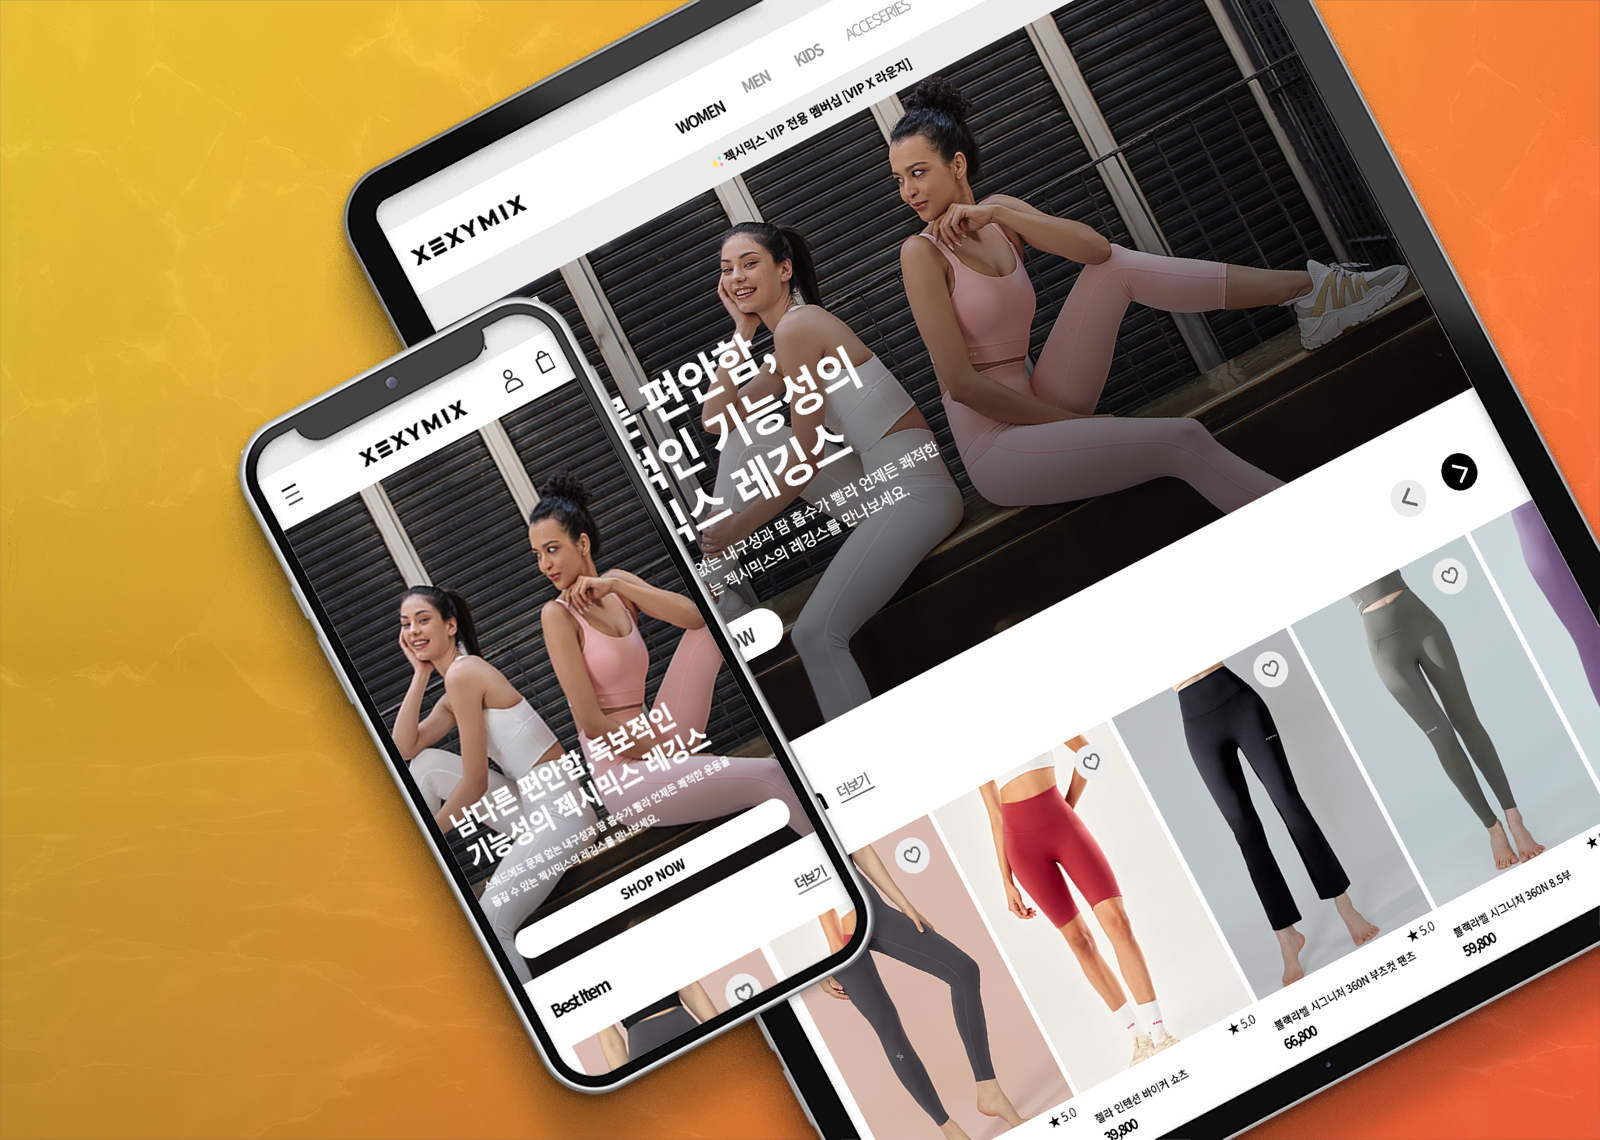 WOMEN
MEN
KIDS
ACCESERIES
젝시믹스 VIP 전용 멤버십 [VIP X 라운지]
XEXYMIX
편안함,
인 기능성의
스 레깅스
없는 내구성과 땀 흡수가 빨라 언제든 쾌적한
는 젝시믹스의 레깅스를 만나보세요.
OW
더보기
★5.0
젤라 인텐션 바이커 쇼츠
39,800
★5.0
블랙라벨 시그니처 360N 부츠컷 팬츠
66,800
★5.0
블랙라벨 시그니처 360N 8.5부
59,800
XEXYMIX
남다른 편안함,독보적인
기능성의 젝시믹스 레깅스
스쿼드에도 문제 없는 내구성과 땀 흡수가 빨라 언제든 쾌적한 운동을
즐길 수 있는 젝시믹스의 레깅스를 만나보세요.
SHOP NOW
더보기
Best Item